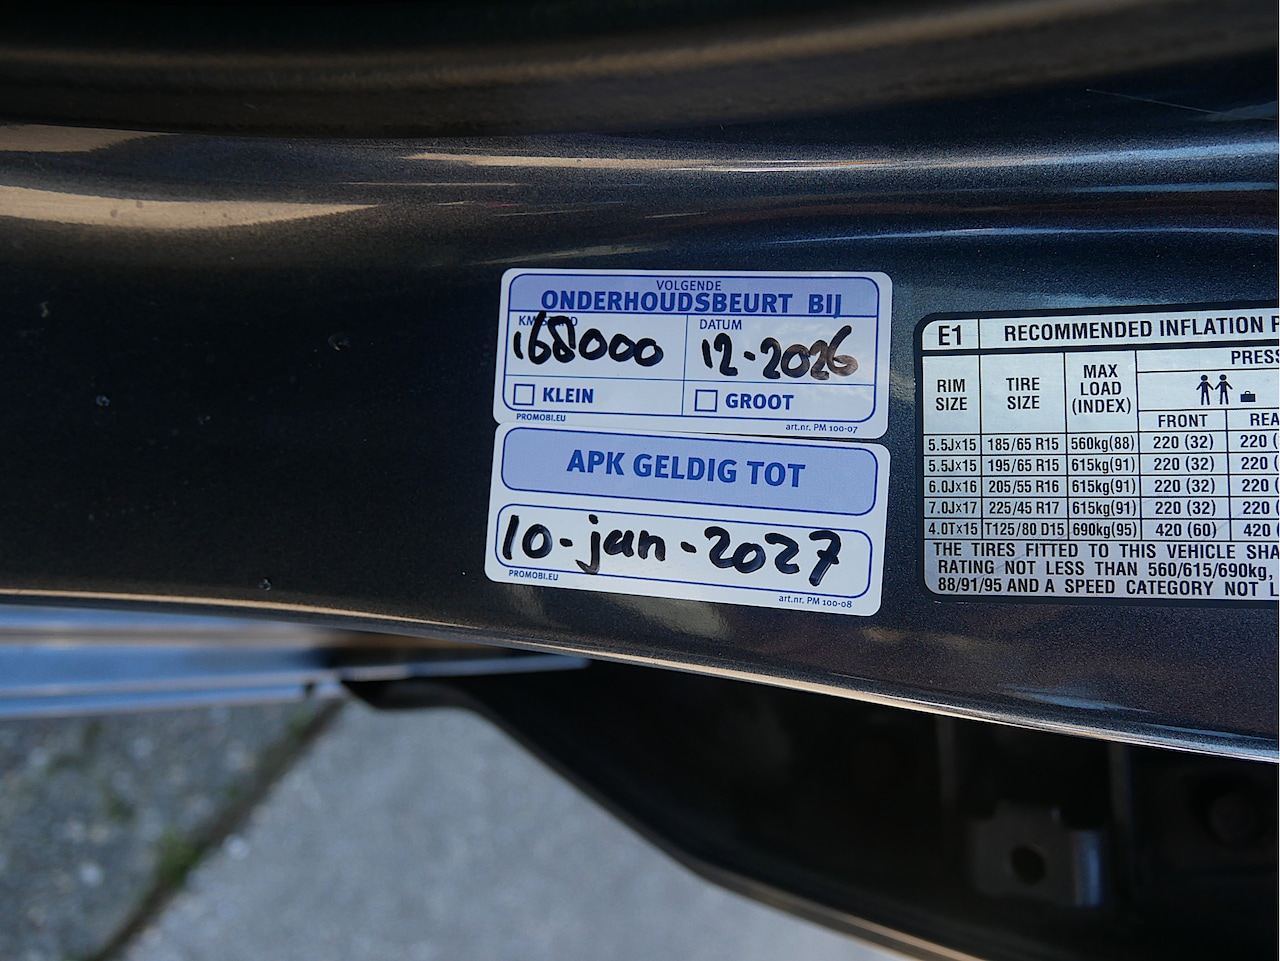 VOLGENDE
ONDERHOUDSBEURT BIJ
KM STAND DATUM
168000 12-2026
KLEIN GROOT
PROMOBI.EU art.nr. PM 100-07
APK GELDIG TOT
10-jan-2027
PROMOBI.EU art.nr. PM 100-08
E1 RECOMMENDED INFLATION
RIM SIZE TIRE SIZE MAX LOAD (INDEX)
FRONT
5.5J×15 185/65 R15 560kg(88) 220 (32) 220
5.5J×15 195/65 R15 615kg(91) 220 (32) 220
6.0J×16 205/55 R16 615kg(91) 220 (32) 220
7.0J×17 225/45 R17 615kg(91) 220 (32) 220
4.0T×15 T125/80 D15 690kg(95) 420 (60) 420
THE TIRES FITTED TO THIS VEHICLE
RATING NOT LESS THAN 560/615/690kg,
88/91/95 AND A SPEED CATEGORY NOT